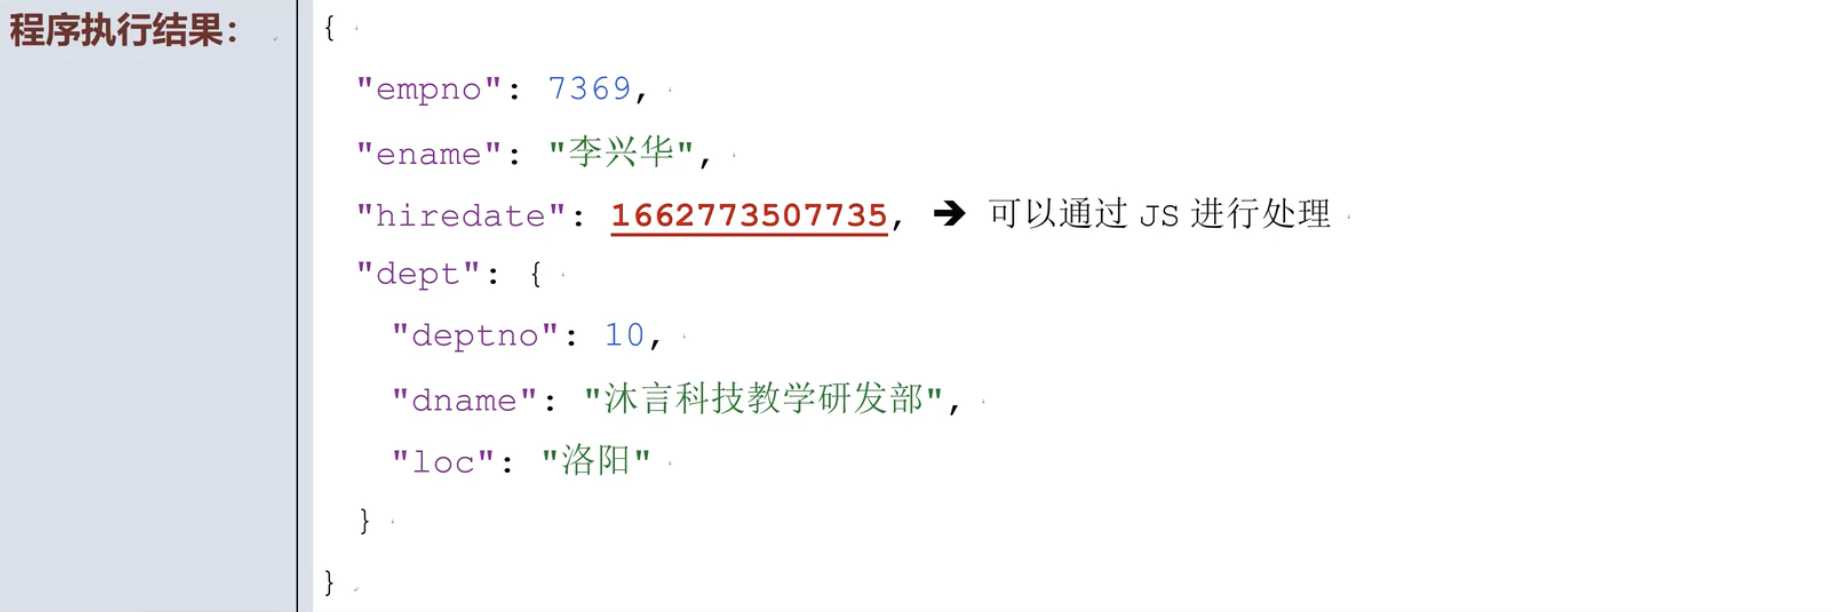 程序执行结果：
{
"empno": 7369,
"ename": "李兴华",
"hiredate": 1662773507735, ➔ 可以通过 JS 进行处理
"dept": {
"deptno": 10,
"dname": "沐言科技教学研发部",
"loc": "洛阳"
}
}